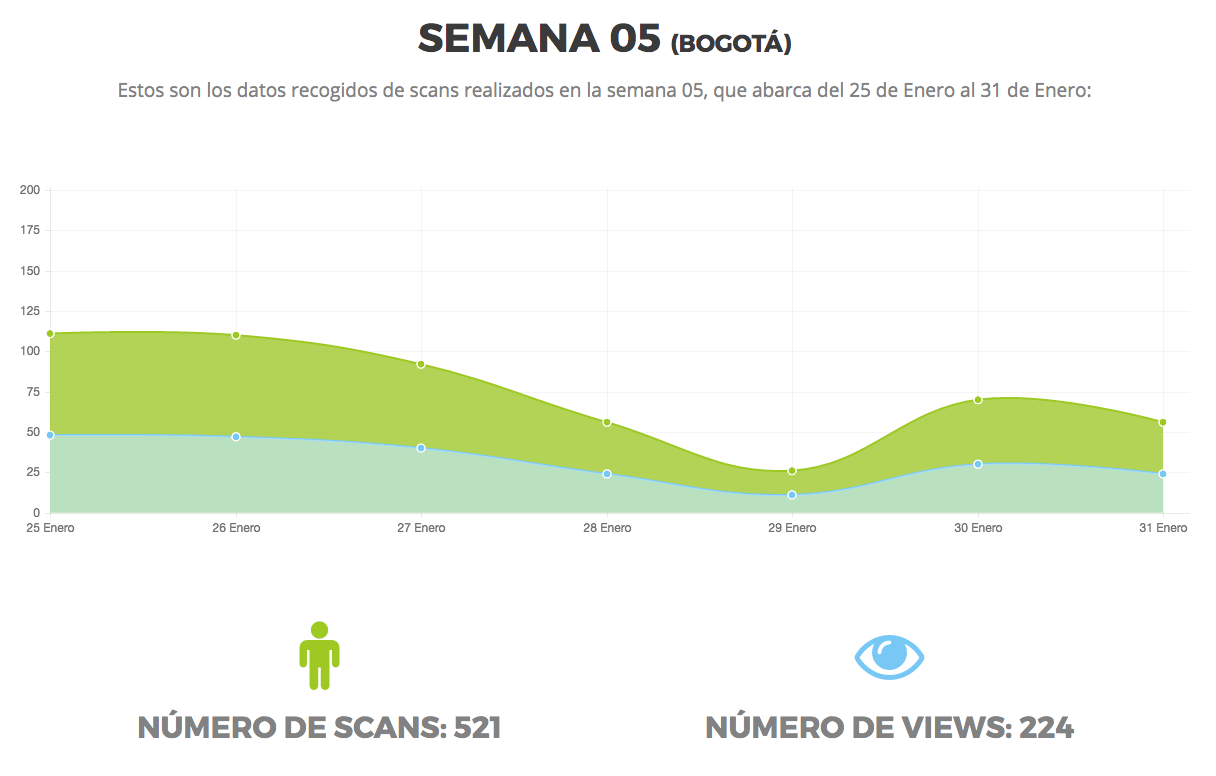 SEMANA 05 (BOGOTÁ)
Estos son los datos recogidos de scans realizados en la semana 05, que abarca del 25 de Enero al 31 de Enero:
200
175
150
125
100
75
50
25
0
25 Enero 26 Enero 27 Enero 28 Enero 29 Enero 30 Enero 31 Enero
NÚMERO DE SCANS: 521 NÚMERO DE VIEWS: 224